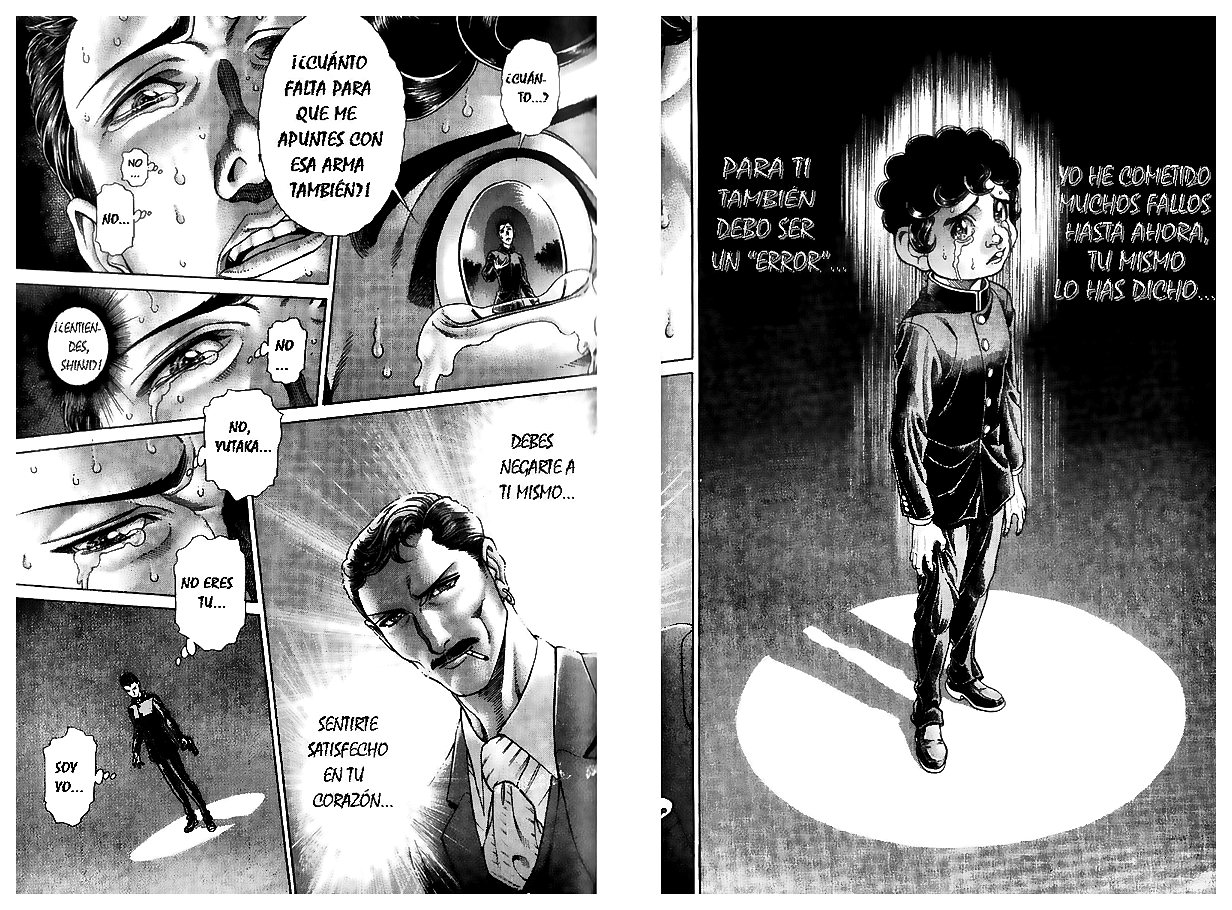 YO HE COMETIDO
MUCHOS FALLOS
HASTA AHORA,
TU MISMO
LO HAS DICHO...
PARA TI
TAMBIÉN
DEBO SER
UN "ERROR"...
¿CUÁN-
TO...?
¡¿CUÁNTO
FALTA PARA
QUE ME
APUNTES CON
ESA ARMA
TAMBIÉN?!
NO
...
NO...
NO
...
¡¿ENTIEN-
DES,
SHINJI?!
NO,
YUTAKA...
NO ERES
TU...
SOY
YO...
DEBES
NEGARTE A
TI MISMO...
SENTIRTE
SATISFECHO
EN TU
CORAZÓN...